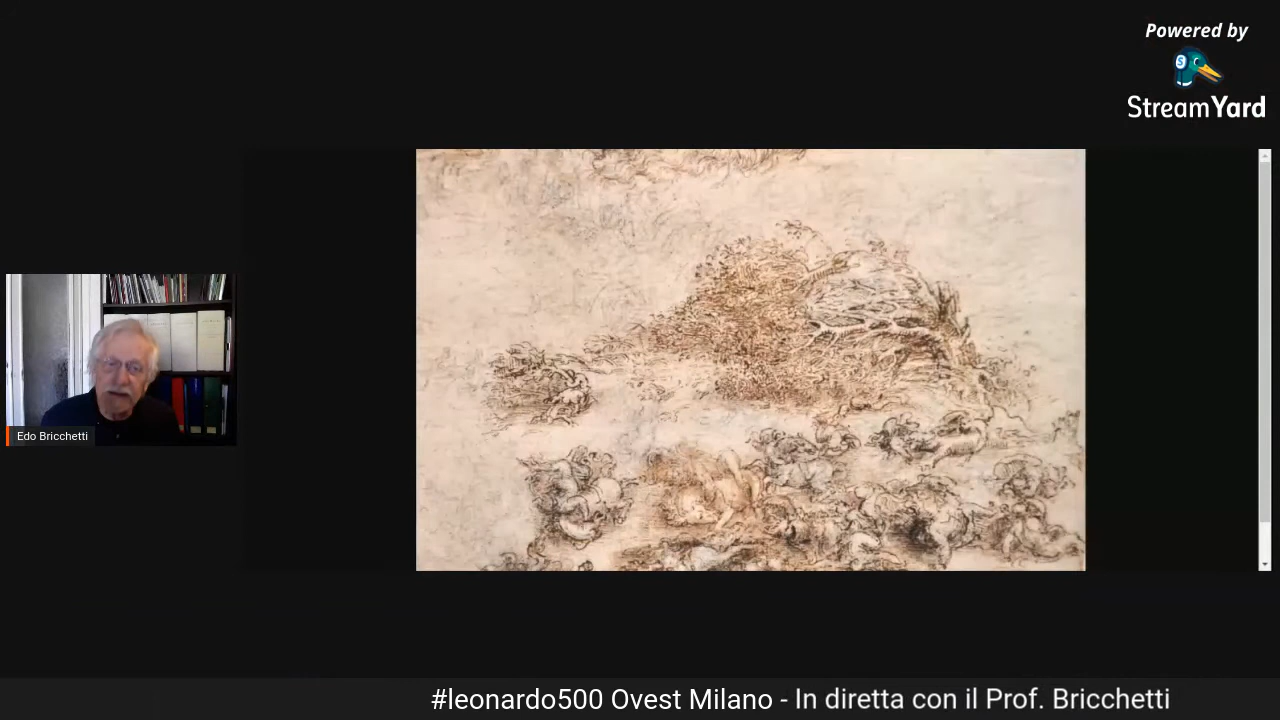 Powered by
StreamYard
Edo Bricchetti
#leonardo500 Ovest Milano - In diretta con il Prof. Bricchetti